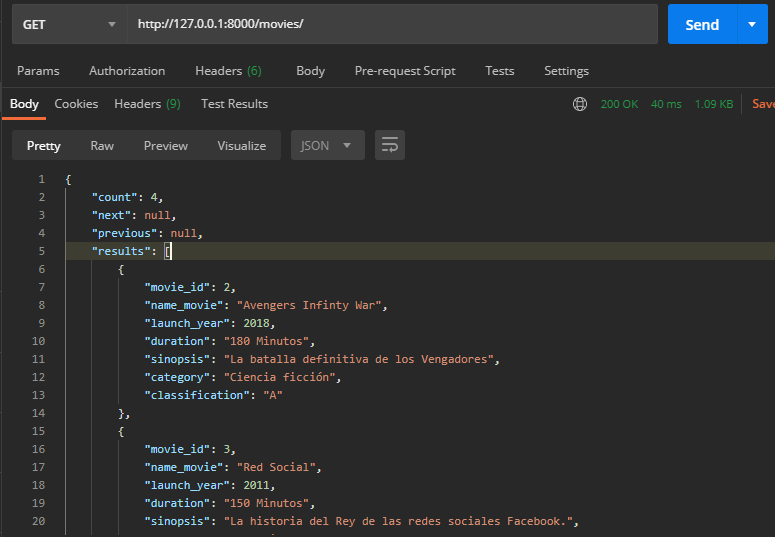 GET http://127.0.0.1:8000/movies/ Send
Params Authorization Headers (6) Body Pre-request Script Tests Settings
Body Cookies Headers (9) Test Results 200 OK 40 ms 1.09 KB Save
Pretty Raw Preview Visualize JSON
1 {
2 "count": 4,
3 "next": null,
4 "previous": null,
5 "results": [
6 {
7 "movie_id": 2,
8 "name_movie": "Avengers Infinty War",
9 "launch_year": 2018,
10 "duration": "180 Minutos",
11 "sinopsis": "La batalla definitiva de los Vengadores",
12 "category": "Ciencia ficción",
13 "classification": "A"
14 },
15 {
16 "movie_id": 3,
17 "name_movie": "Red Social",
18 "launch_year": 2011,
19 "duration": "150 Minutos",
20 "sinopsis": "La historia del Rey de las redes sociales Facebook.",